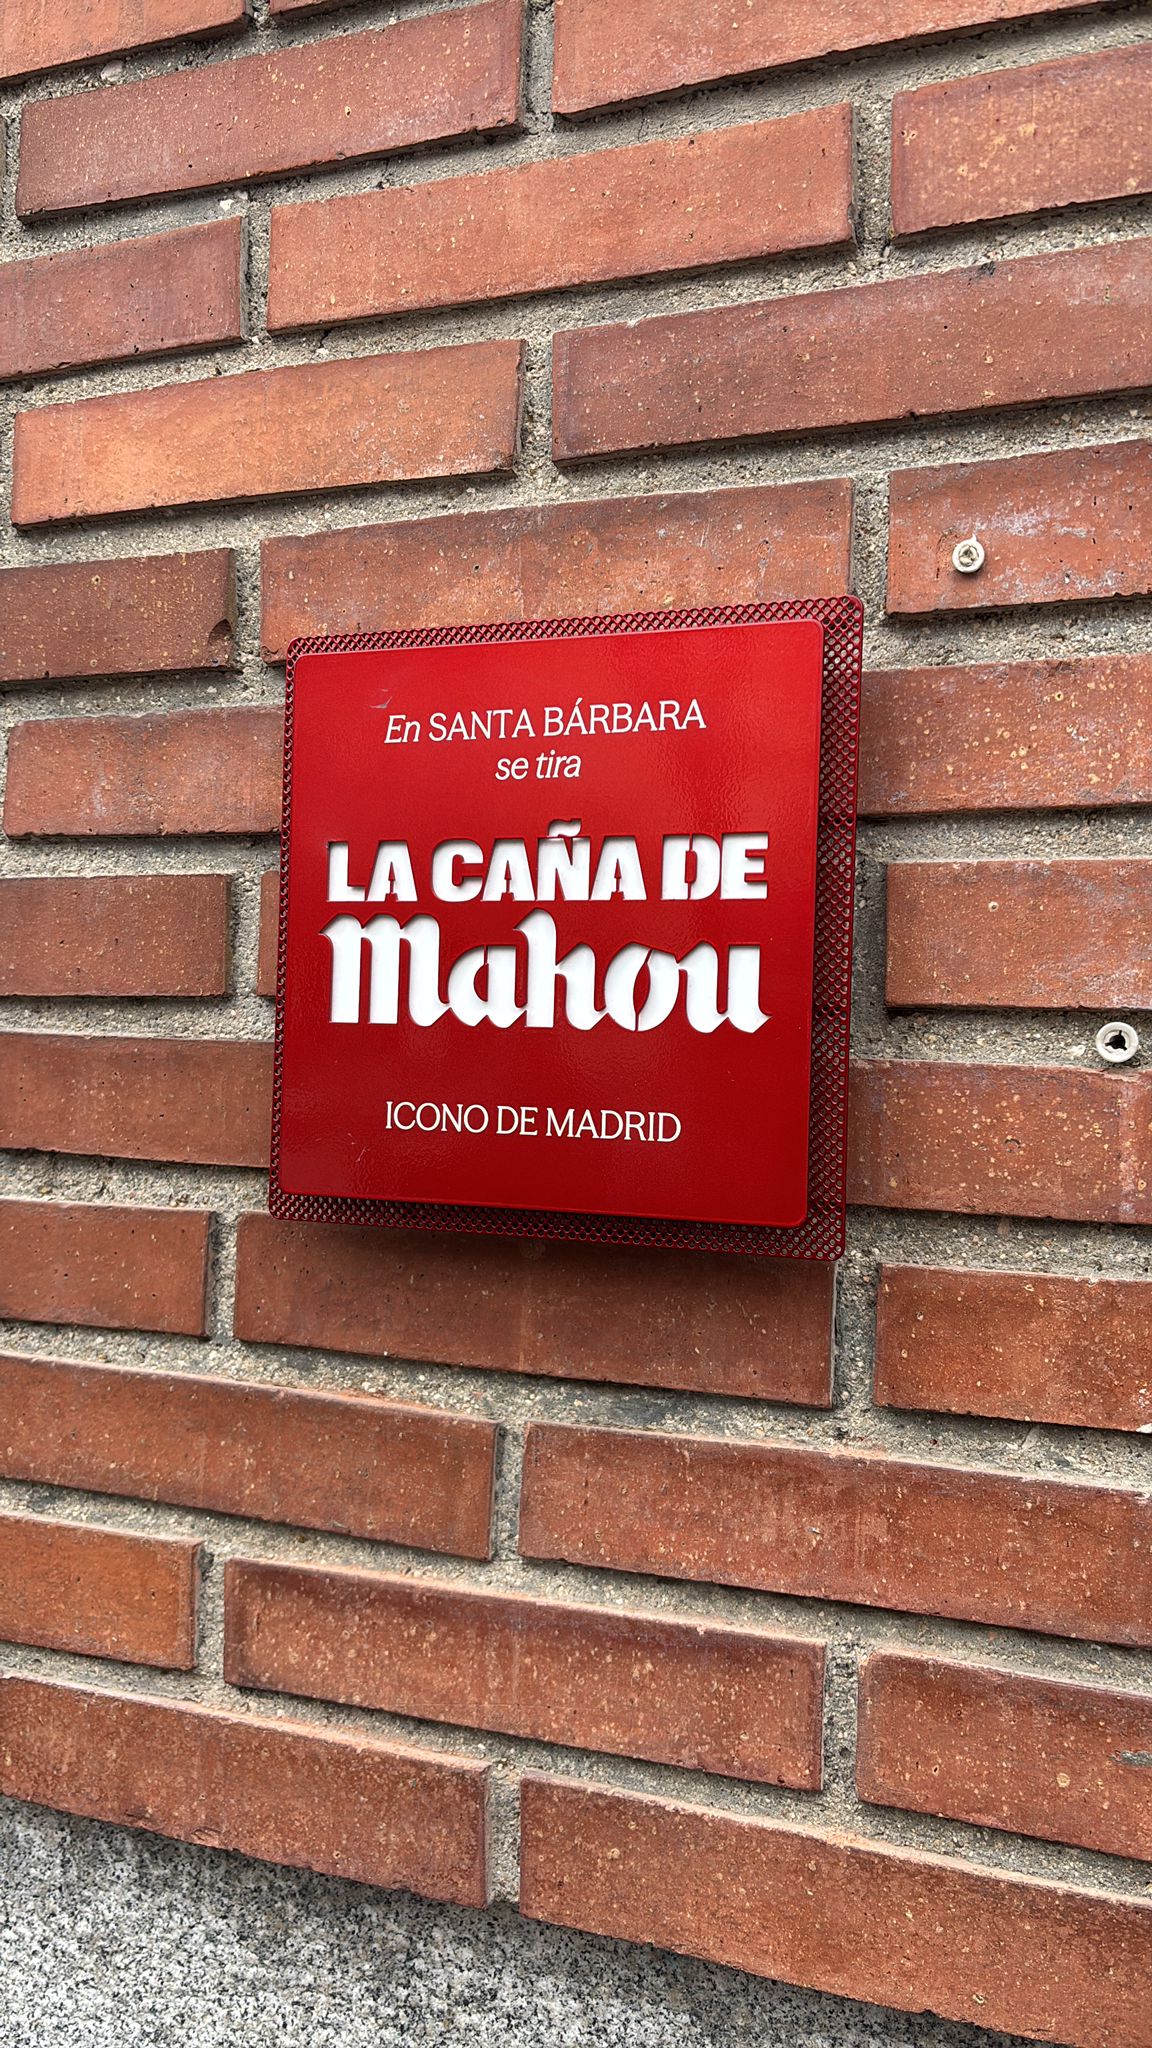 En SANTA BÁRBARA
se tira
LA CAÑA DE
Mahou
ICONO DE MADRID